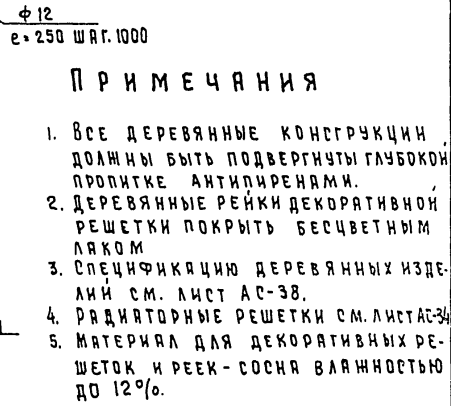 ф 12
е=250 ШАГ.1000
ПРИМЕЧАНИЯ
1. Все деревянные конструкции
должны быть подвергнуты глубокой
пропитке антипиренами.
2. Деревянные рейки декоративной
решетки покрыть бесцветным
лаком
3. Спецификацию деревянных изде-
лий см. лист АС-38.
4. Радиаторные решетки см. лист АС-34
5. Материал для декоративных ре-
шеток и реек - сосна влажностью
до 12%.